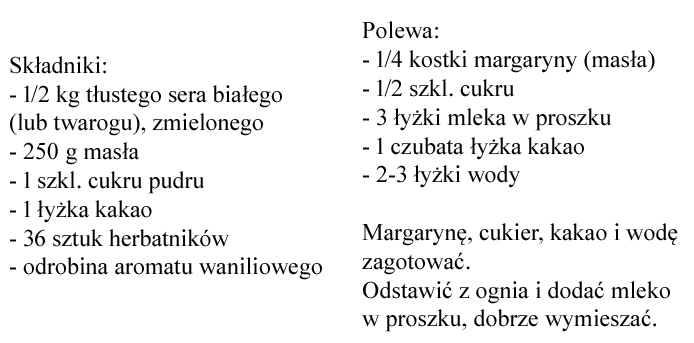 Składniki:
- 1/2 kg tłustego sera białego
(lub twarogu), zmielonego
- 250 g masła
- 1 szkl. cukru pudru
- 1 łyżka kakao
- 36 sztuk herbatników
- odrobina aromatu waniliowego
Polewa:
- 1/4 kostki margaryny (masła)
- 1/2 szkl. cukru
- 3 łyżki mleka w proszku
- 1 czubata łyżka kakao
- 2-3 łyżki wody
Margarynę, cukier, kakao i wodę
zagotować.
Odstawić z ognia i dodać mleko
w proszku, dobrze wymieszać.